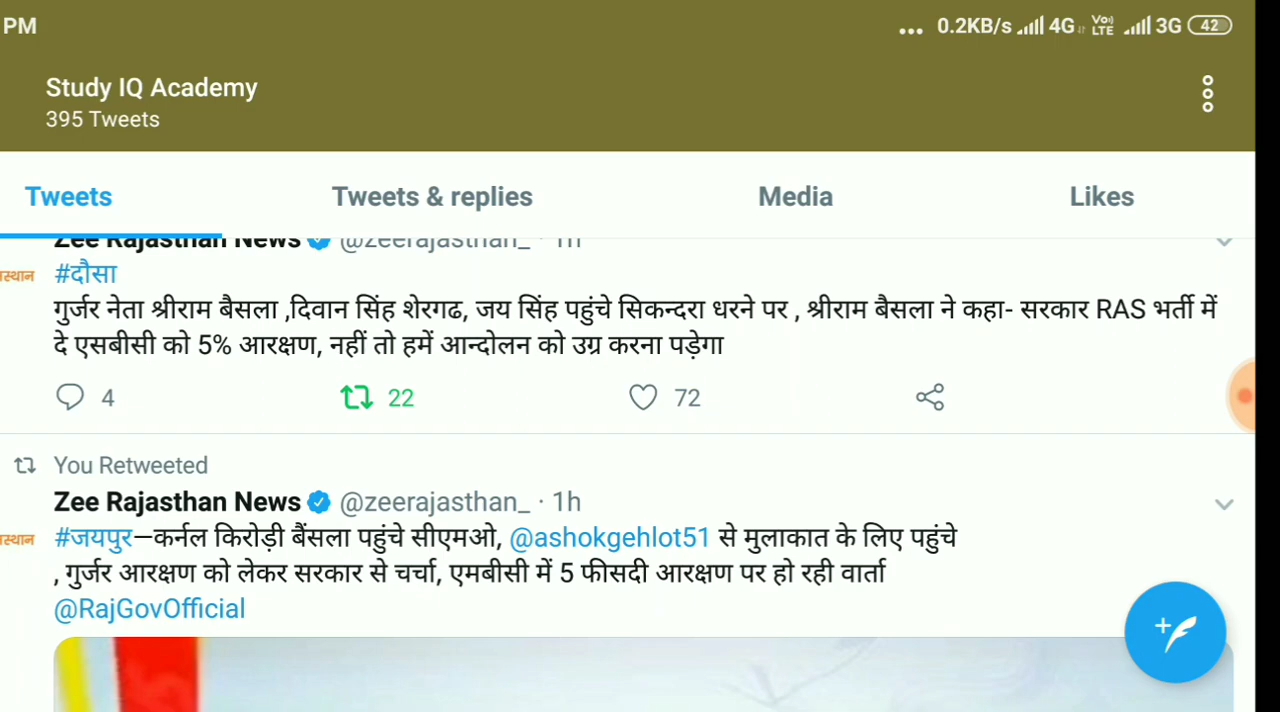 PM
... 0.2KB/s 4G VoLTE 3G 42
Study IQ Academy
395 Tweets
Tweets Tweets & replies Media Likes
Zee Rajasthan News @zeerajasthan_ · 1h
स्थान #दौसा
गुर्जर नेता श्रीराम बैसला ,दिवान सिंह शेरगढ, जय सिंह पहुंचे सिकन्दरा धरने पर , श्रीराम बैसला ने कहा- सरकार RAS भर्ती में
दे एसबीसी को 5% आरक्षण, नहीं तो हमें आन्दोलन को उग्र करना पड़ेगा
4 22 72
You Retweeted
Zee Rajasthan News @zeerajasthan_ · 1h
स्थान #जयपुर—कर्नल किरोड़ी बैंसला पहुंचे सीएमओ, @ashokgehlot51 से मुलाकात के लिए पहुंचे
, गुर्जर आरक्षण को लेकर सरकार से चर्चा, एमबीसी में 5 फीसदी आरक्षण पर हो रही वार्ता
@RajGovOfficial